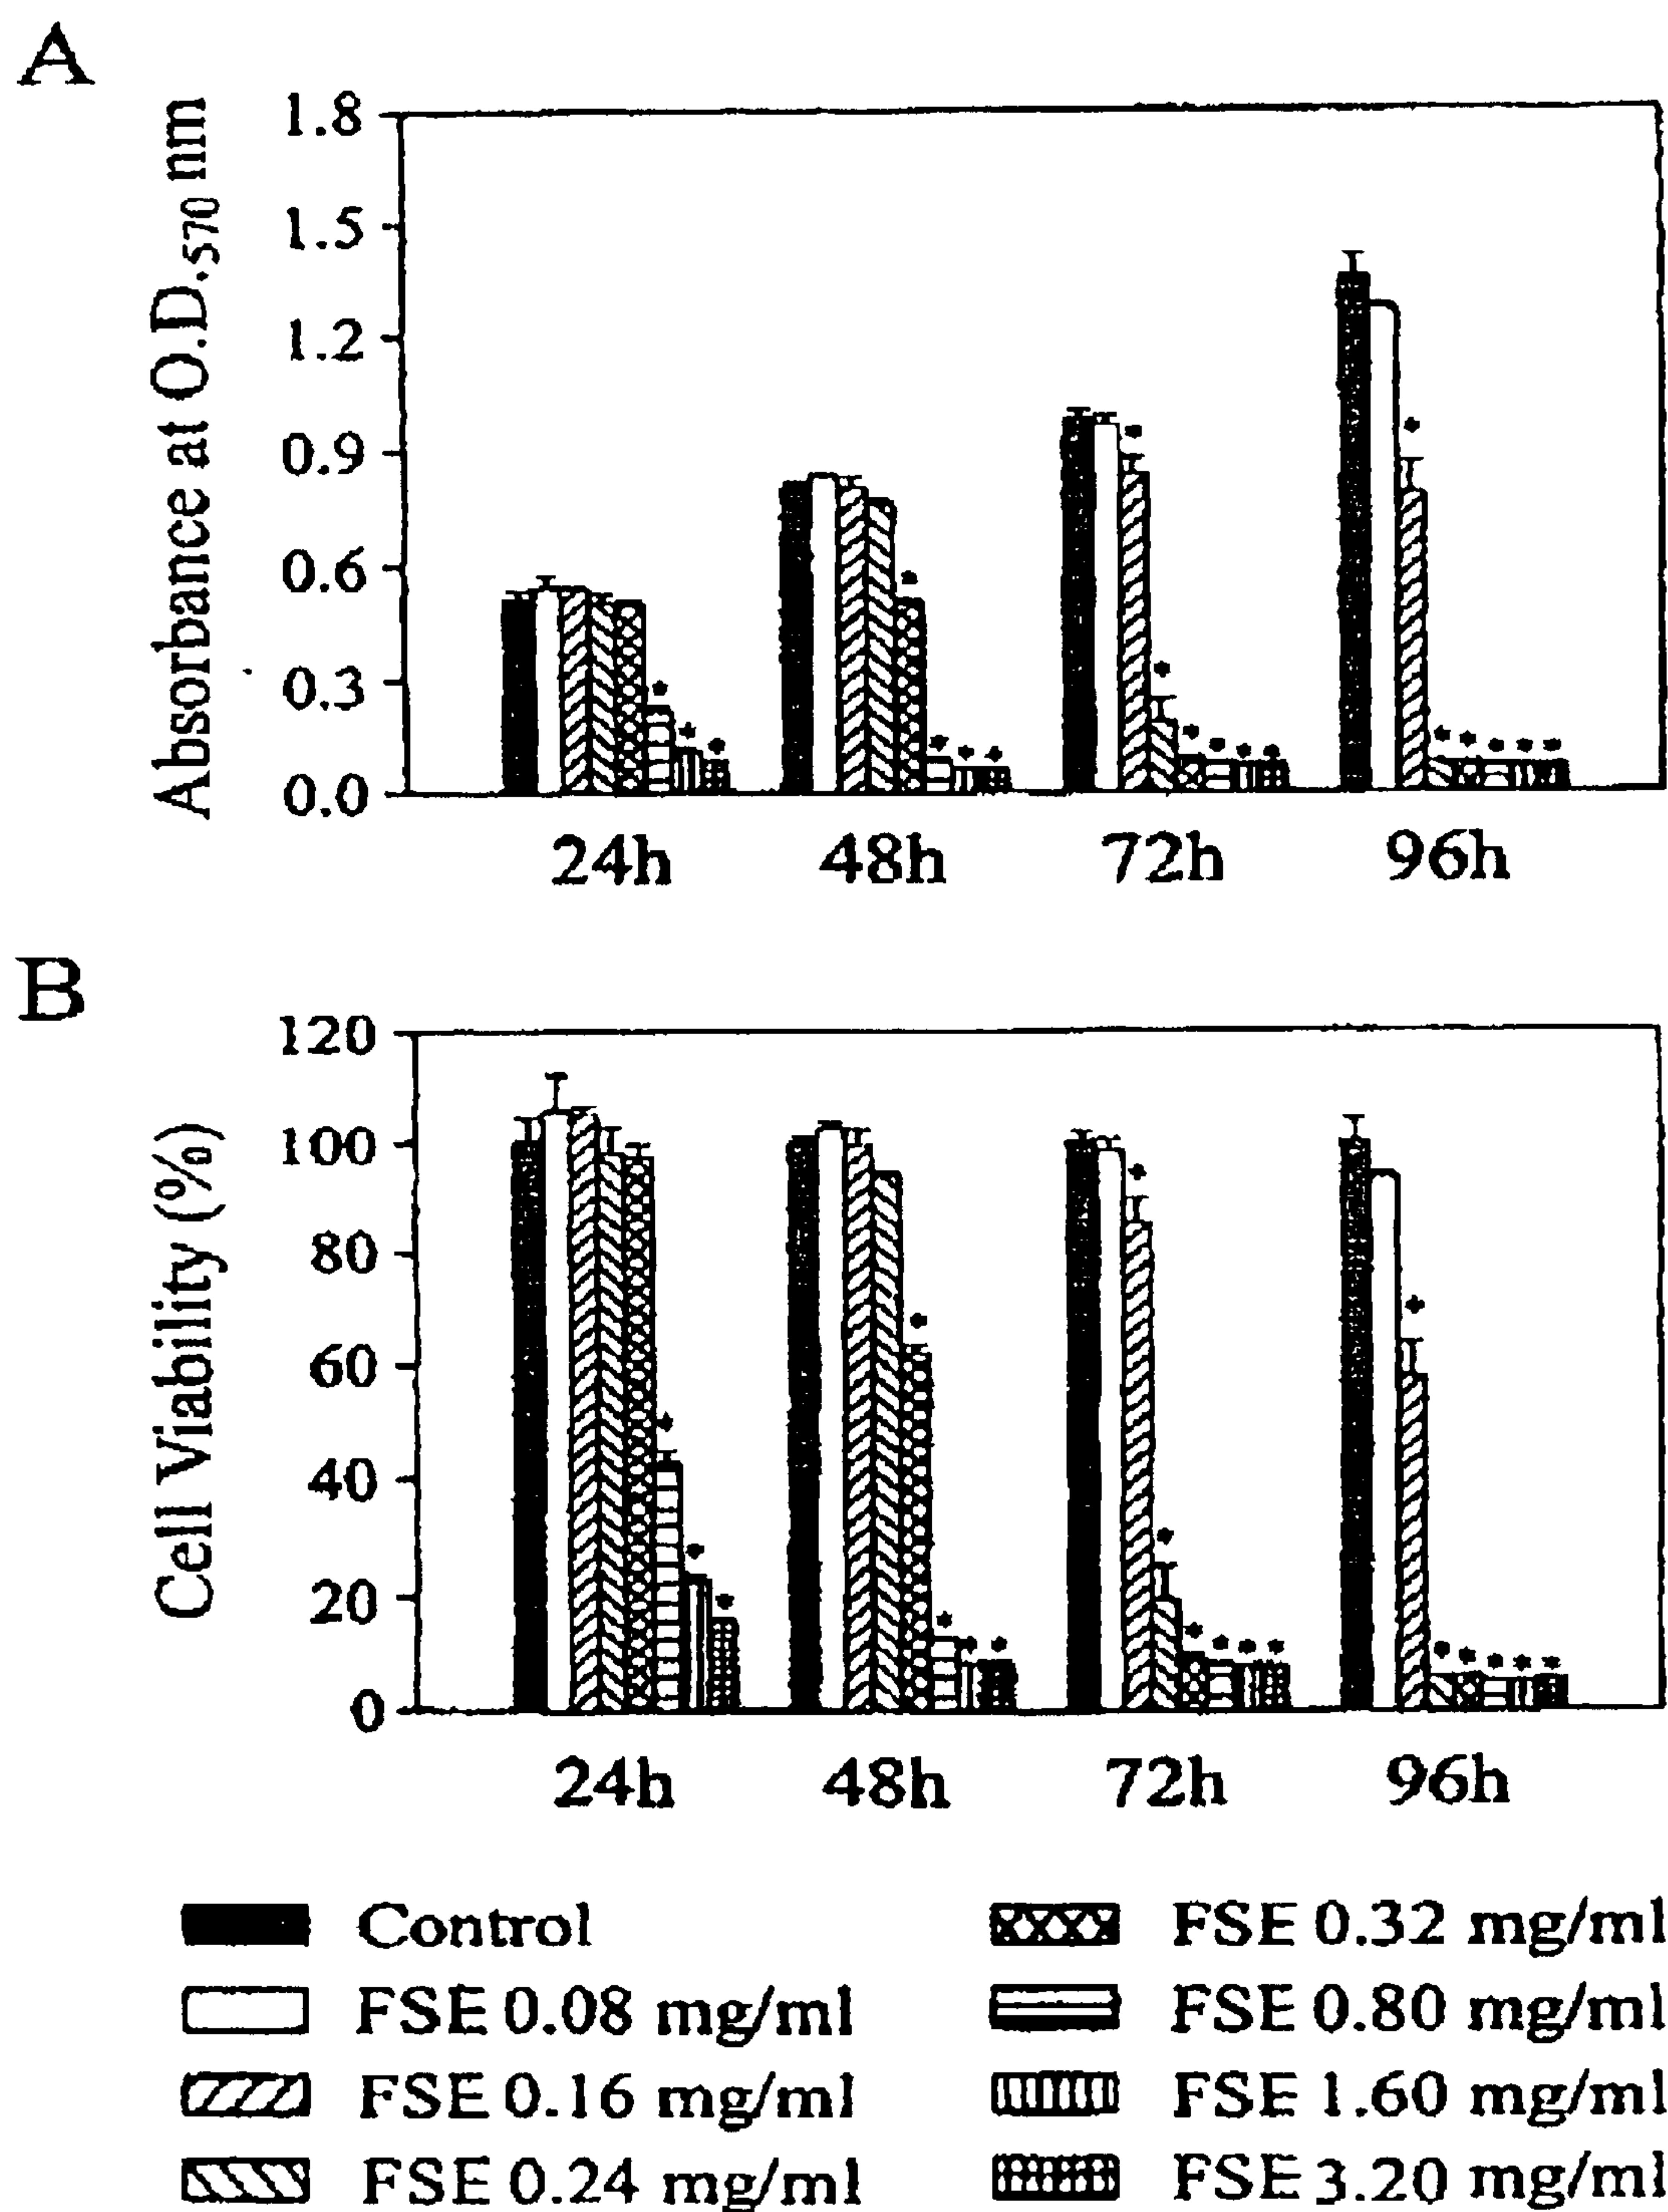 A
Absorbance at O.D.570 nm
1.8
1.5
1.2
0.9
0.6
0.3
0.0
24h 48h 72h 96h
B
Cell Viability (%)
120
100
80
60
40
20
0
24h 48h 72h 96h
Control
FSE 0.08 mg/ml
FSE 0.16 mg/ml
FSE 0.24 mg/ml
FSE 0.32 mg/ml
FSE 0.80 mg/ml
FSE 1.60 mg/ml
FSE 3.20 mg/ml